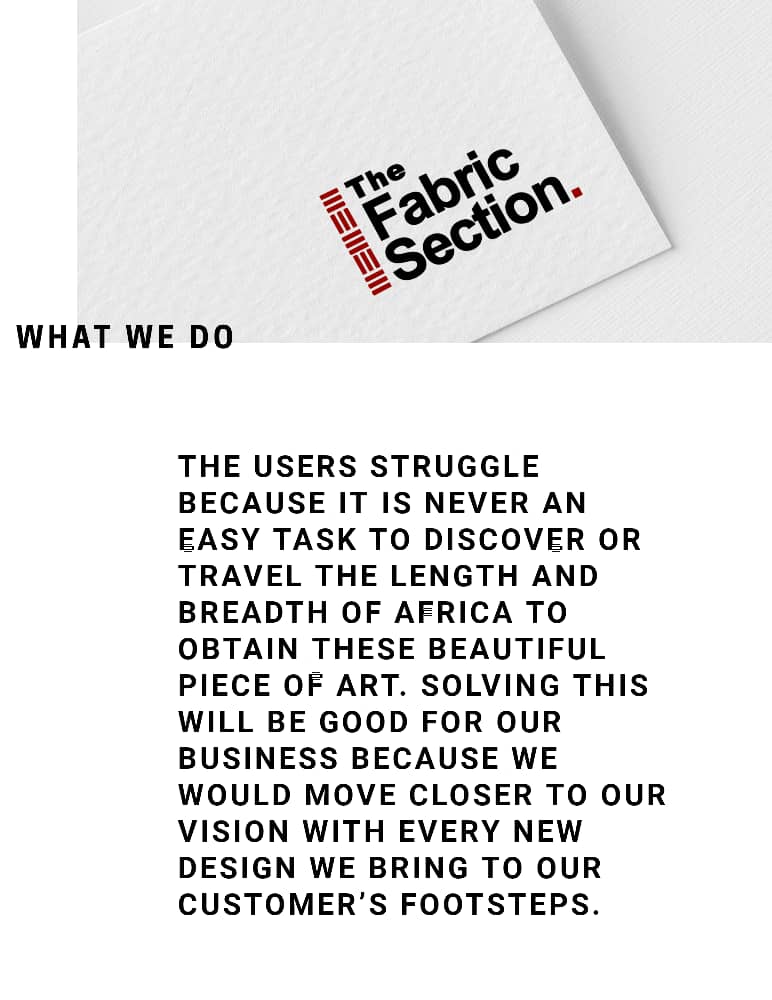 The
Fabric
Section.
WHAT WE DO
THE USERS STRUGGLE
BECAUSE IT IS NEVER AN
EASY TASK TO DISCOVER OR
TRAVEL THE LENGTH AND
BREADTH OF AFRICA TO
OBTAIN THESE BEAUTIFUL
PIECE OF ART. SOLVING THIS
WILL BE GOOD FOR OUR
BUSINESS BECAUSE WE
WOULD MOVE CLOSER TO OUR
VISION WITH EVERY NEW
DESIGN WE BRING TO OUR
CUSTOMER’S FOOTSTEPS.